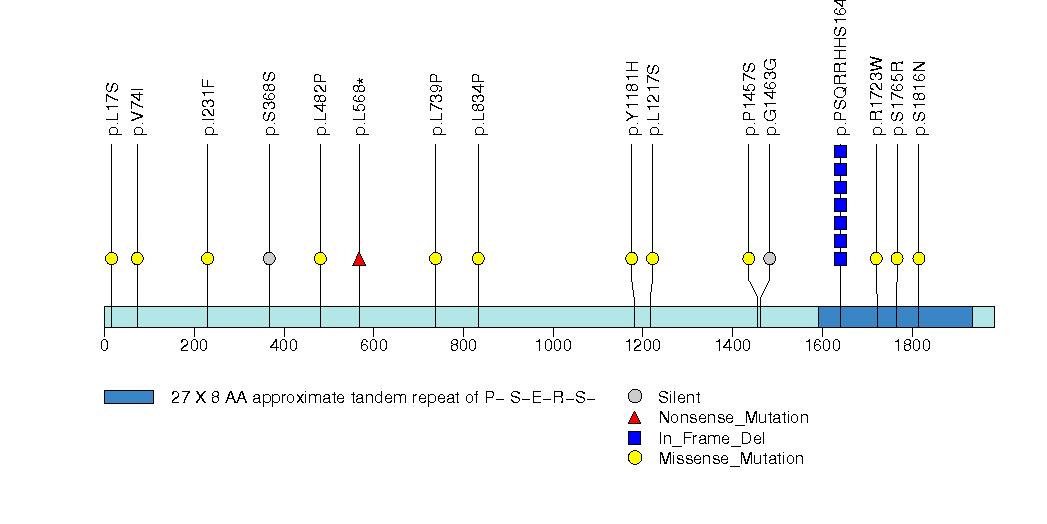 p.L17S
p.V74I
p.I231F
p.S368S
p.L482P
p.L568*
p.L739P
p.L834P
p.Y1181H
p.L1217S
p.P1457S
p.G1463G
p.PSQRRHHS164
p.R1723W
p.S1765R
p.S1816N
0 200 400 600 800 1000 1200 1400 1600 1800
27 X 8 AA approximate tandem repeat of P- S-E-R-S-
Silent
Nonsense_Mutation
In_Frame_Del
Missense_Mutation